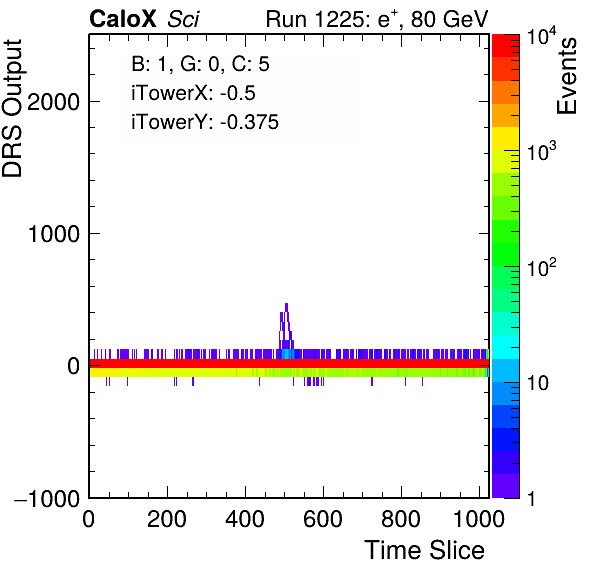 CaloX Sci Run 1225: e+, 80 GeV
B: 1, G: 0, C: 5
iTowerX: -0.5
iTowerY: -0.375
DRS Output
2000
1000
0
−1000
0 200 400 600 800 1000
Time Slice
Events
10^4
10^3
10^2
10
1